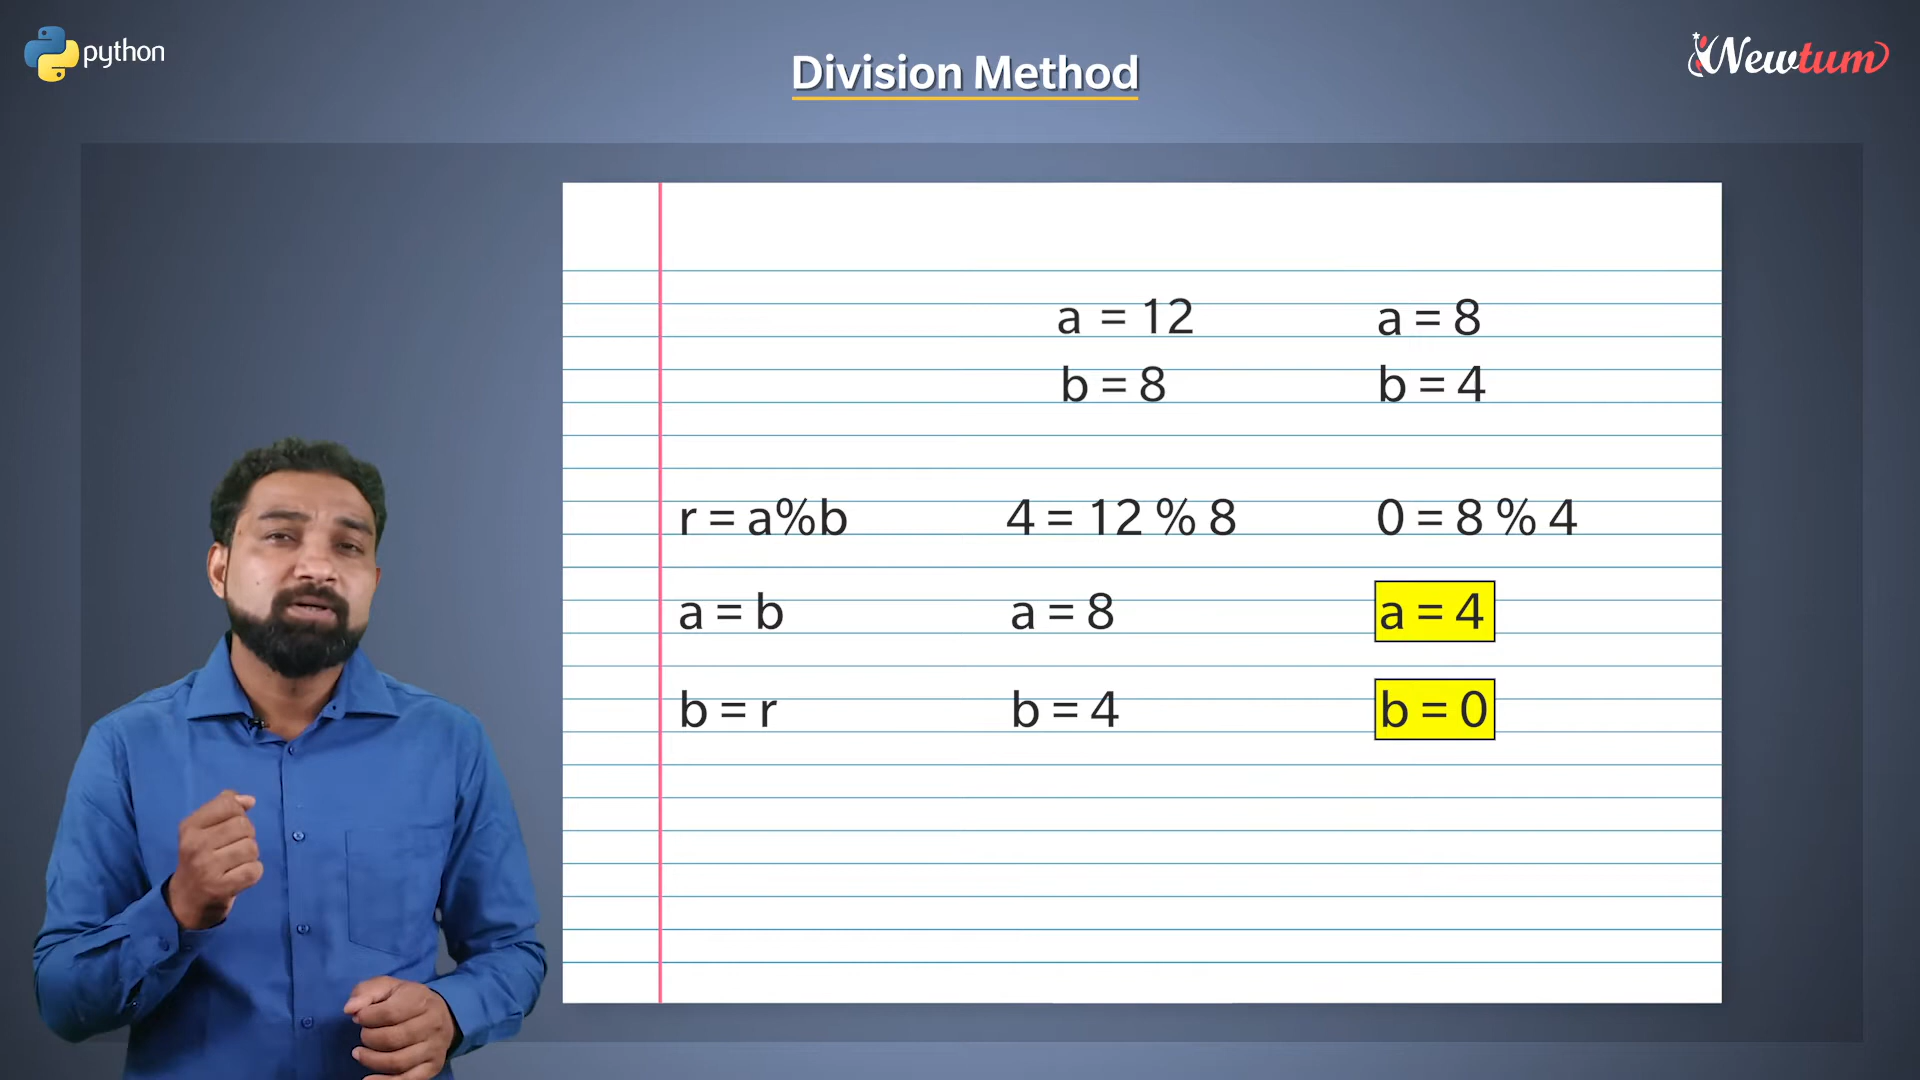 python
Newtum
Division Method
a = 12 a = 8
b = 8 b = 4
r = a%b 4 = 12 % 8 0 = 8 % 4
a = b a = 8 a = 4
b = r b = 4 b = 0